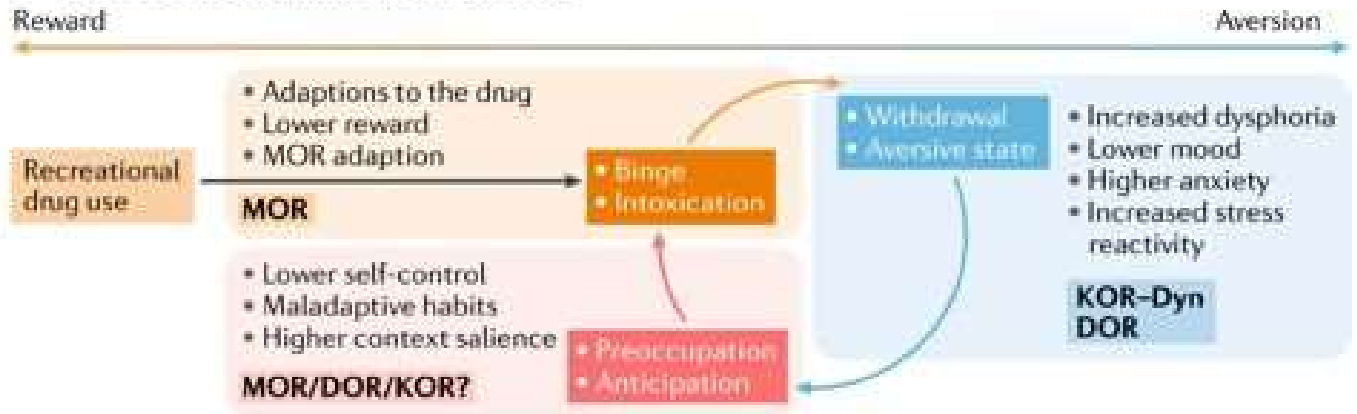 Reward
Aversion
• Adaptions to the drug
• Lower reward
• MOR adaption
Recreational
drug use
MOR
• Binge
• Intoxication
• Withdrawal
• Aversive state
• Increased dysphoria
• Lower mood
• Higher anxiety
• Increased stress
reactivity
KOR–Dyn
DOR
• Lower self-control
• Maladaptive habits
• Higher context salience
MOR/DOR/KOR?
• Preoccupation
• Anticipation